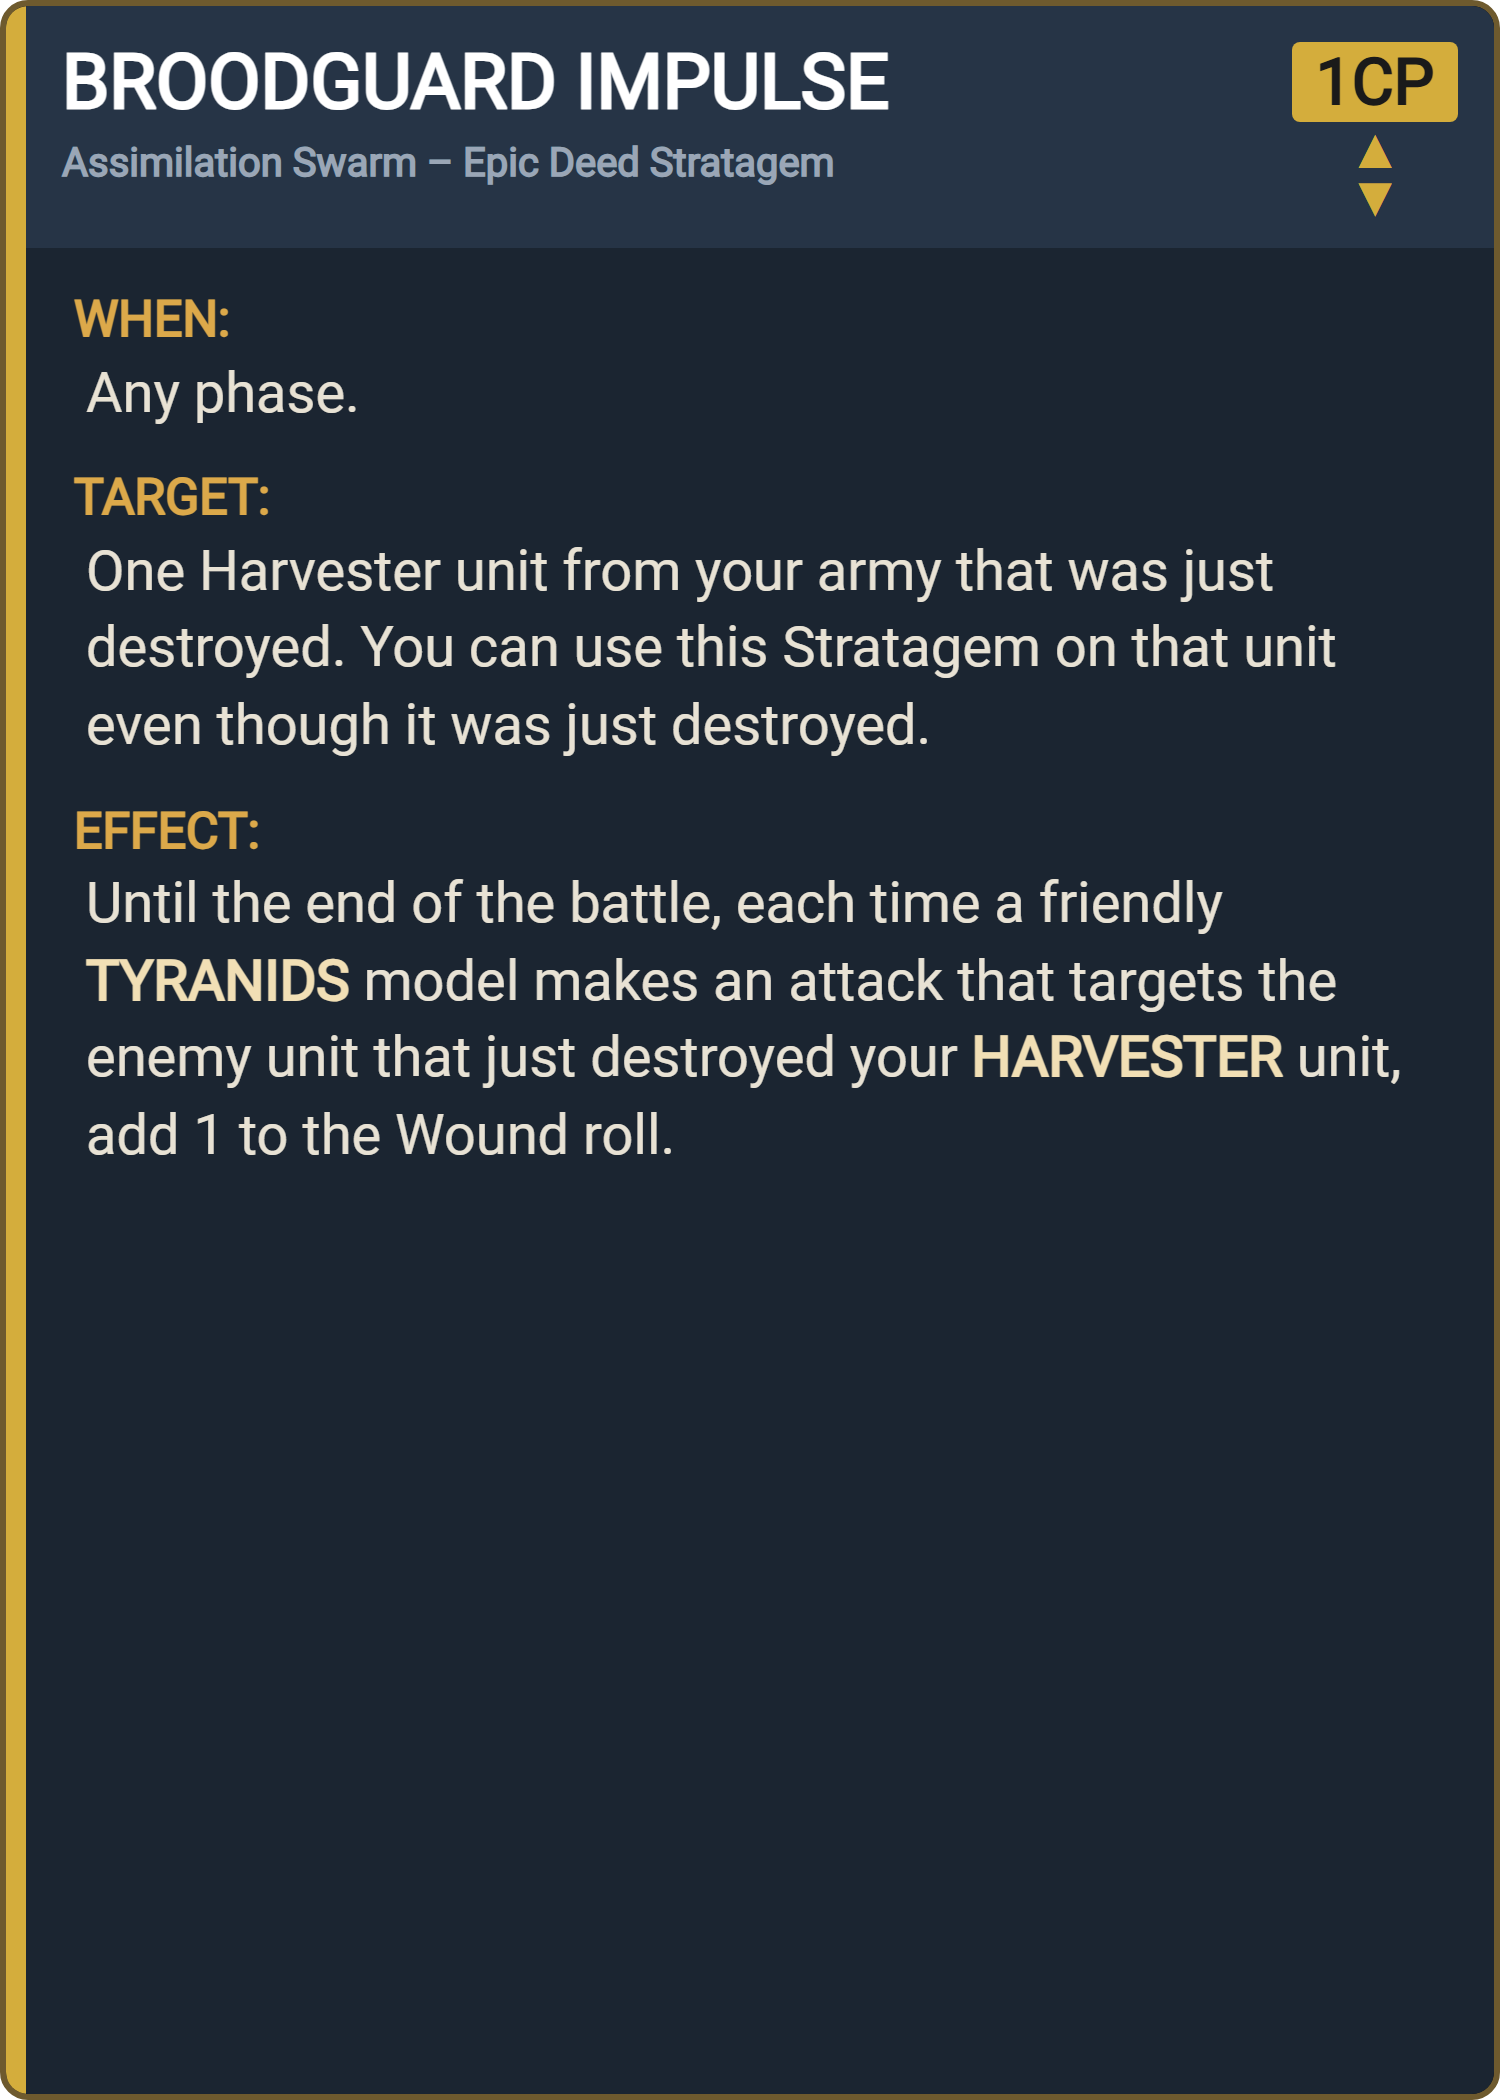 BROODGUARD IMPULSE
1CP
Assimilation Swarm – Epic Deed Stratagem
WHEN:
Any phase.
TARGET:
One Harvester unit from your army that was just
destroyed. You can use this Stratagem on that unit
even though it was just destroyed.
EFFECT:
Until the end of the battle, each time a friendly
TYRANIDS model makes an attack that targets the
enemy unit that just destroyed your HARVESTER unit,
add 1 to the Wound roll.